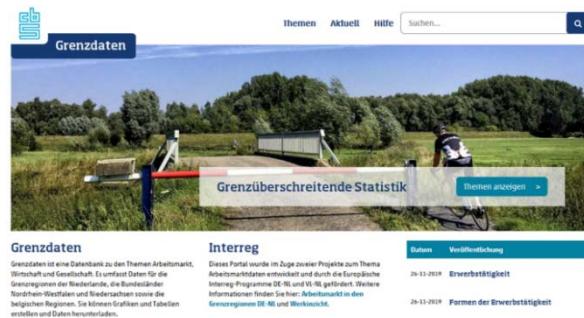 Themen Aktuell Hilfe Suchen...
Grenzdaten
Grenzüberschreitende Statistik
Themen anzeigen >
Grenzdaten
Grenzdaten ist eine Datenbank zu den Themen Arbeitsmarkt,
Wirtschaft und Gesellschaft. Es umfasst Daten für die
Grenzregionen der Niederlande, die Bundesländer
Nordrhein-Westfalen und Niedersachsen sowie die
belgischen Regionen. Sie können Grafiken und Tabellen
erstellen und Daten herunterladen.
Interreg
Dieses Portal wurde im Zuge zweier Projekte zum Thema
Arbeitsmarktdaten entwickelt und durch die Europäische
Interreg-Programme DE-NL und VL-NL gefördert. Weitere
Informationen finden Sie hier: Arbeitsmarkt in den
Grenzregionen DE-NL und Werkinzicht.
Datum Veröffentlichung
26-11-2019 Erwerbstätigkeit
26-11-2019 Formen der Erwerbstätigkeit